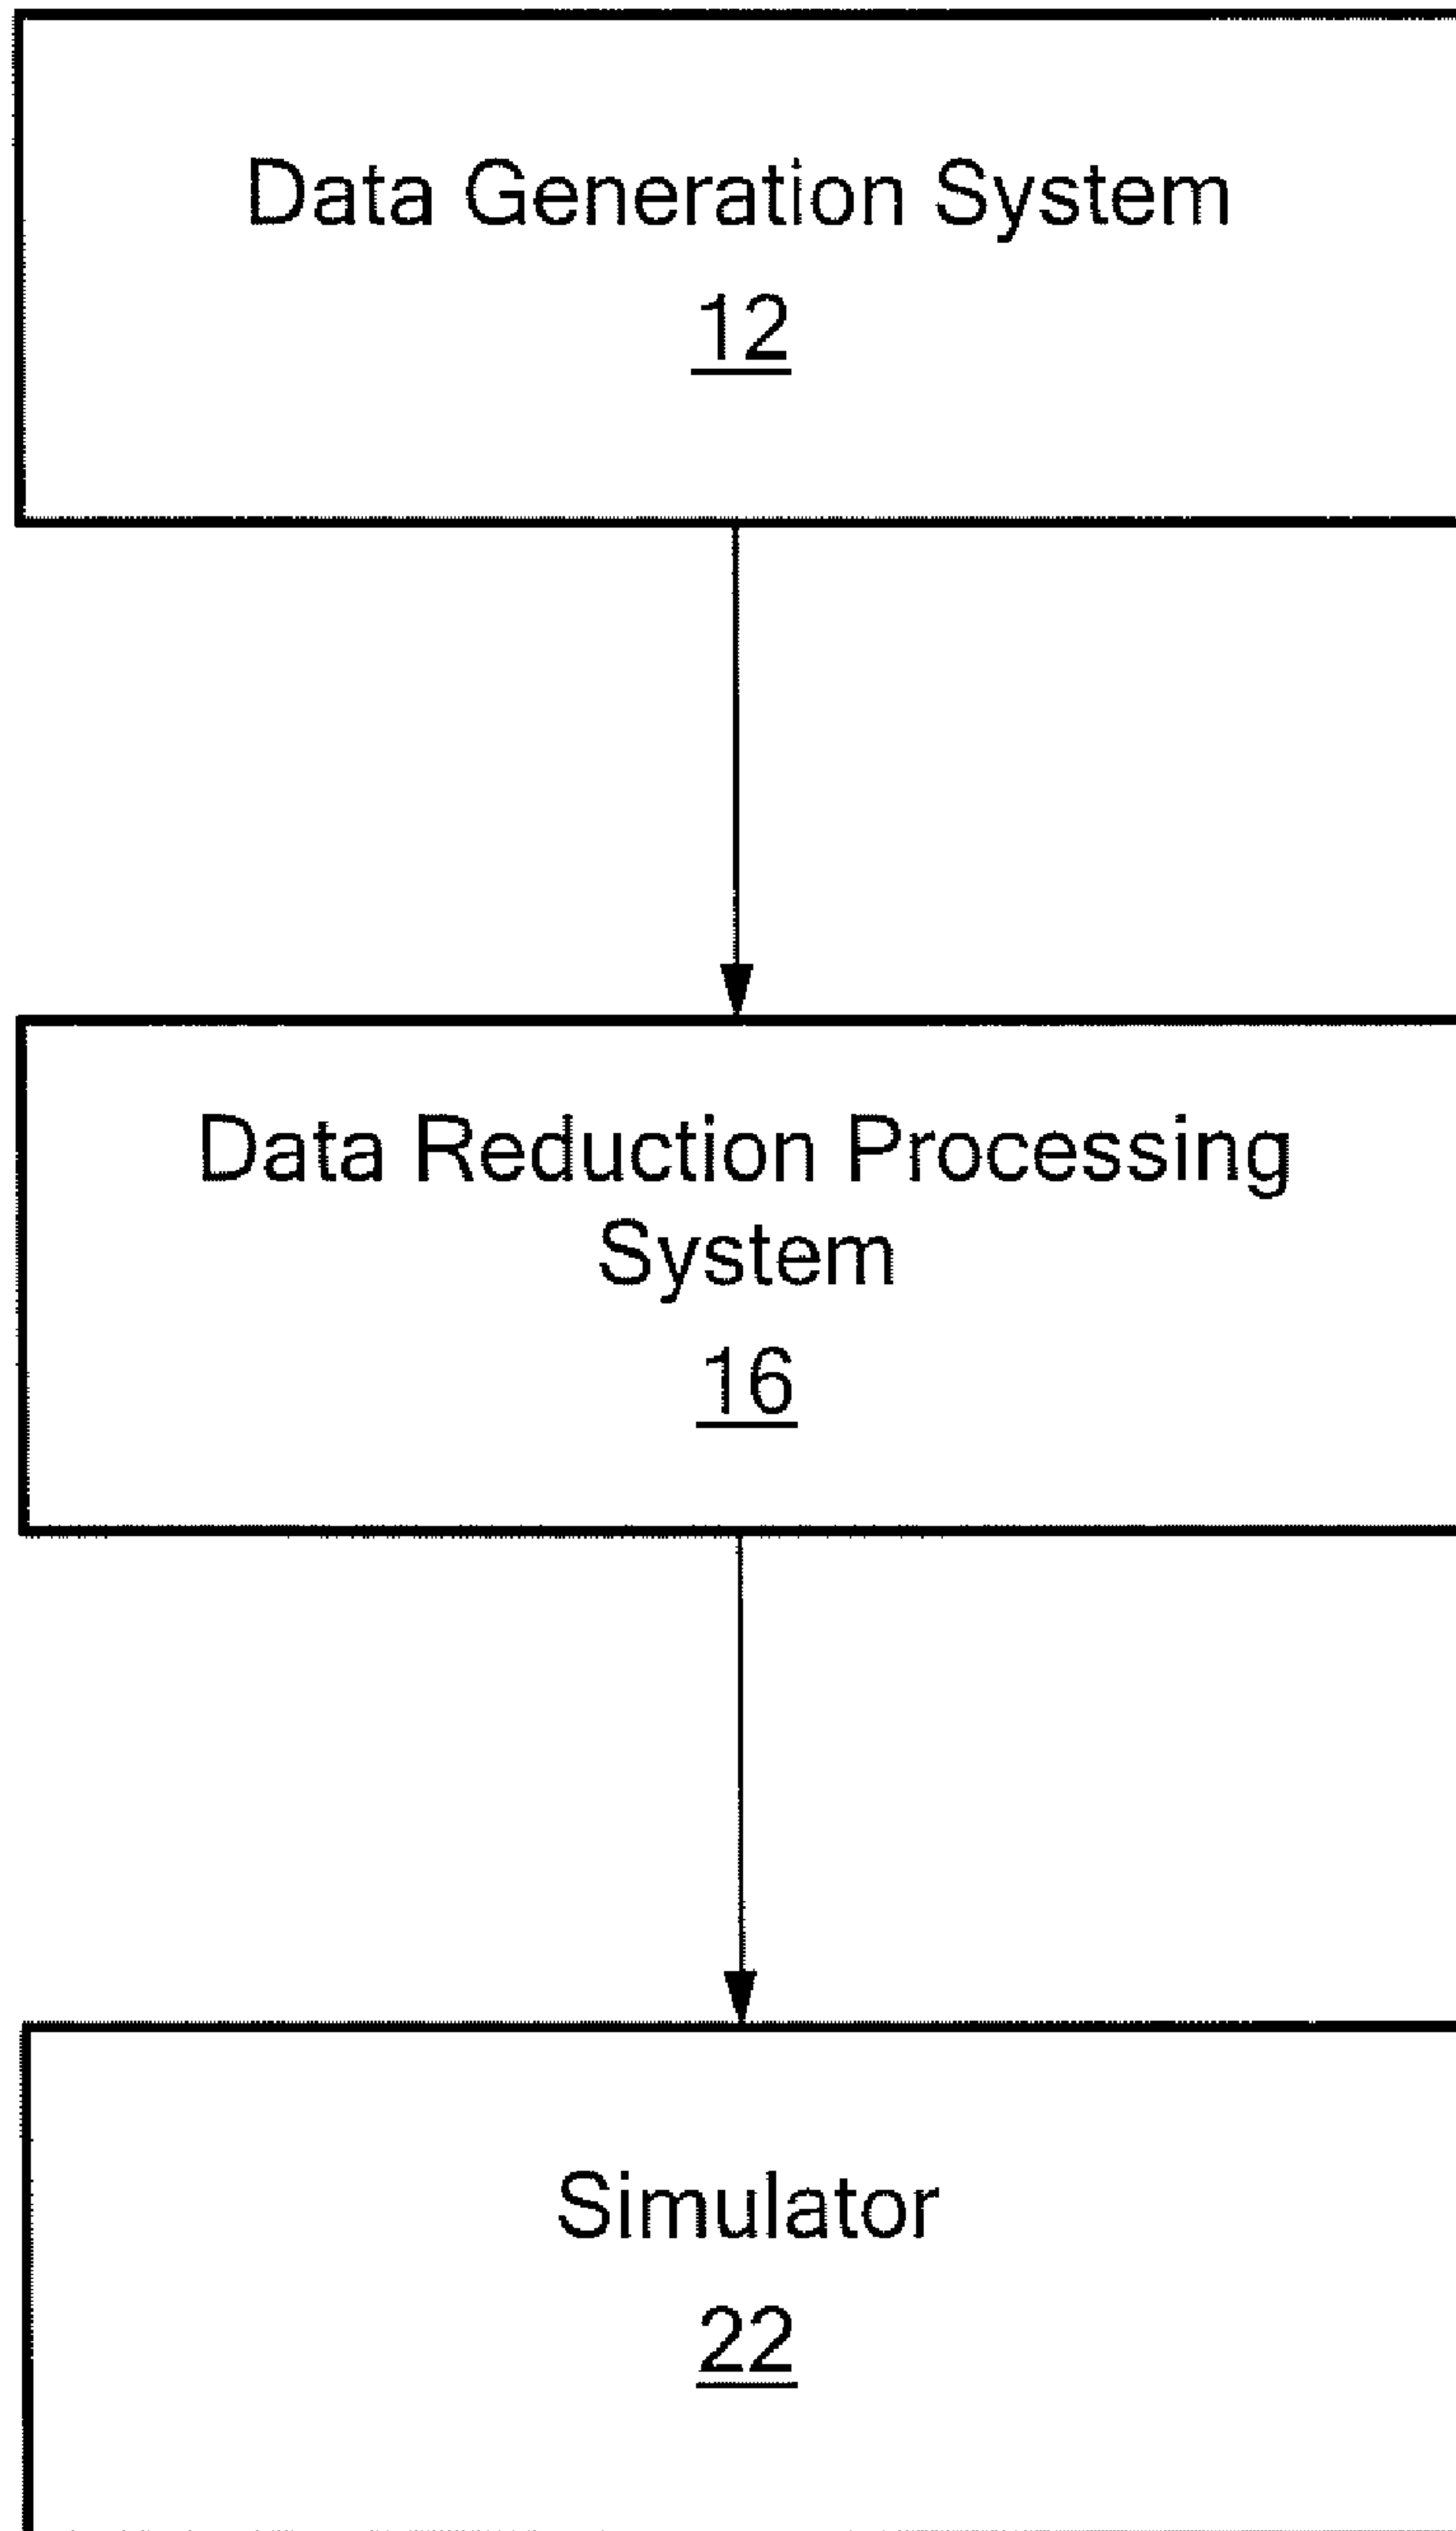 Data Generation System
12
Data Reduction Processing
System
16
Simulator
22